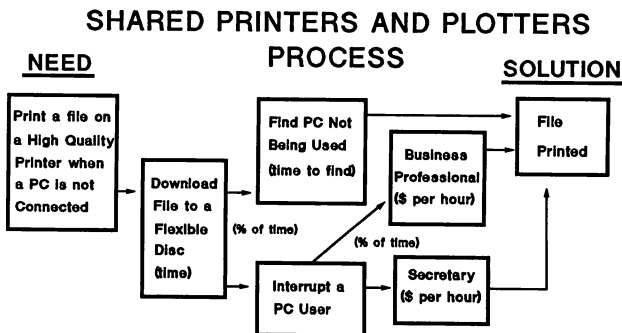 SHARED PRINTERS AND PLOTTERS
PROCESS
NEED
SOLUTION
Print a file on
a High Quality
Printer when
a PC is not
Connected
Download
File to a
Flexible
Disc
(time)
Find PC Not
Being Used
(time to find)
(% of time)
Interrupt a
PC User
Business
Professional
($ per hour)
(% of time)
Secretary
($ per hour)
File
Printed